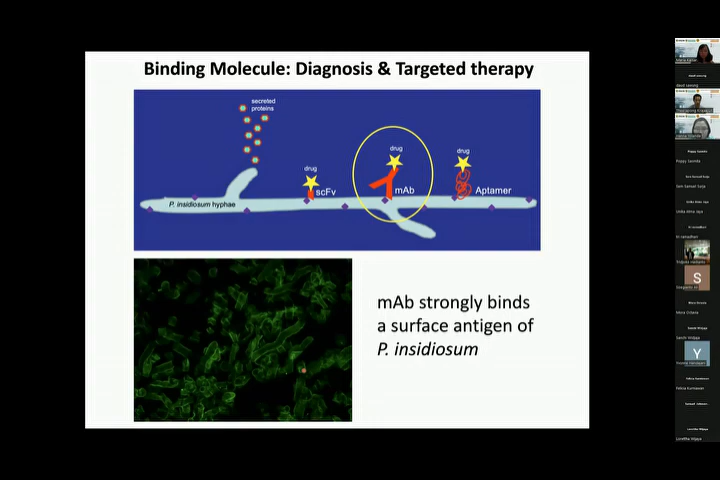 Binding Molecule: Diagnosis & Targeted therapy
secreted
proteins
drug
scFv
drug
mAb
drug
Aptamer
P. insidiosum hyphae
mAb strongly binds
a surface antigen of
P. insidiosum
S
Y